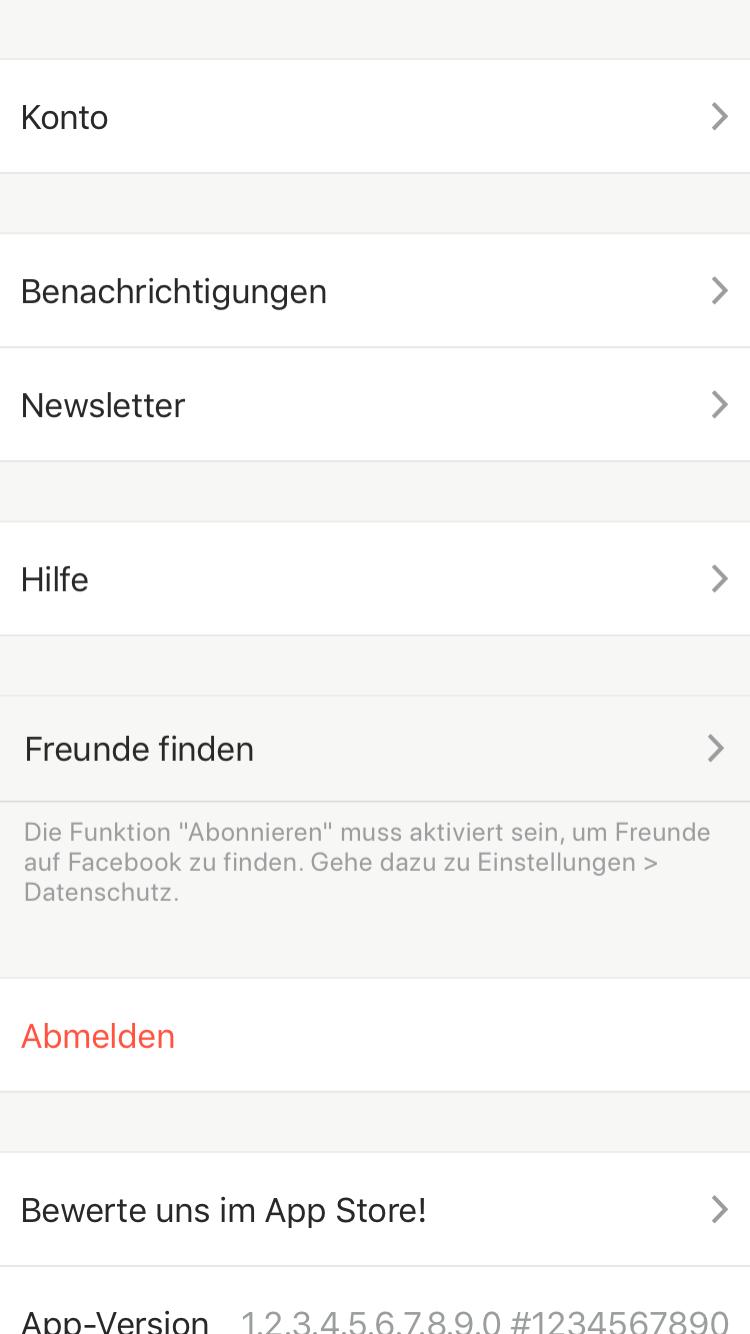 Konto
Benachrichtigungen
Newsletter
Hilfe
Freunde finden
Die Funktion "Abonnieren" muss aktiviert sein, um Freunde
auf Facebook zu finden. Gehe dazu zu Einstellungen >
Datenschutz.
Abmelden
Bewerte uns im App Store!
App-Version 1.2.3.4.5.6.7.8.9.0 #1234567890